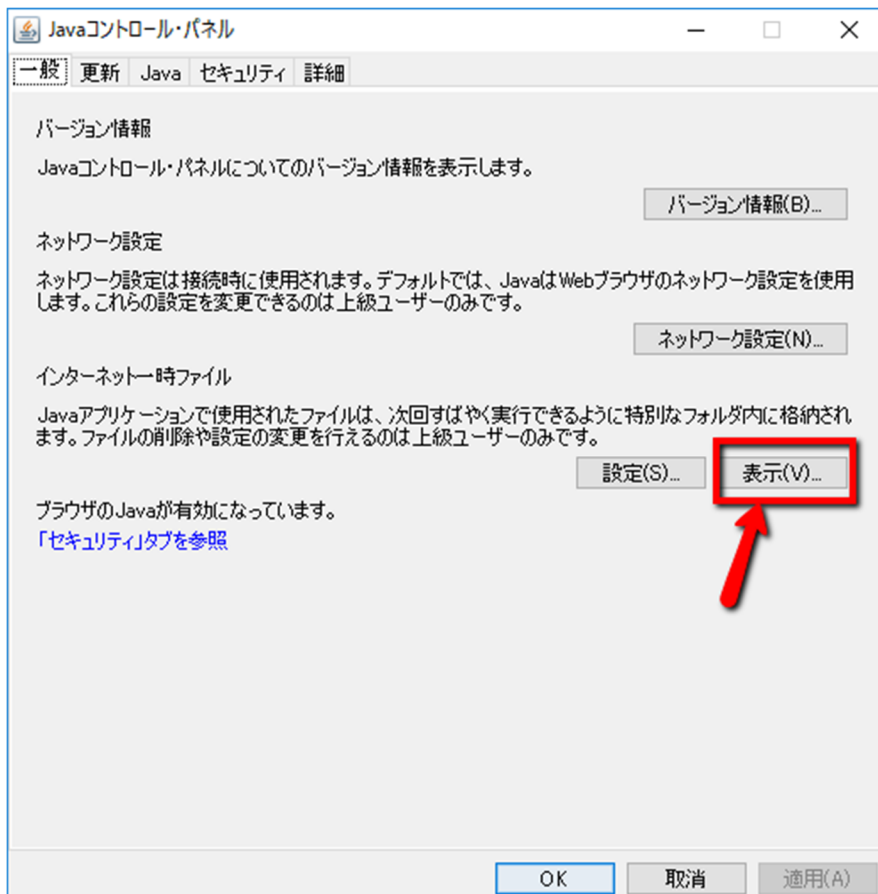 Javaコントロール・パネル
一般 更新 Java セキュリティ 詳細
バージョン情報
Javaコントロール・パネルについてのバージョン情報を表示します。
バージョン情報(B)...
ネットワーク設定
ネットワーク設定は接続時に使用されます。デフォルトでは、JavaはWebブラウザのネットワーク設定を使用
します。これらの設定を変更できるのは上級ユーザーのみです。
ネットワーク設定(N)...
インターネット一時ファイル
Javaアプリケーションで使用されたファイルは、次回すばやく実行できるように特別なフォルダ内に格納され
ます。ファイルの削除や設定の変更を行えるのは上級ユーザーのみです。
設定(S)... 表示(V)...
ブラウザのJavaが有効になっています。
「セキュリティ」タブを参照
OK 取消 適用(A)